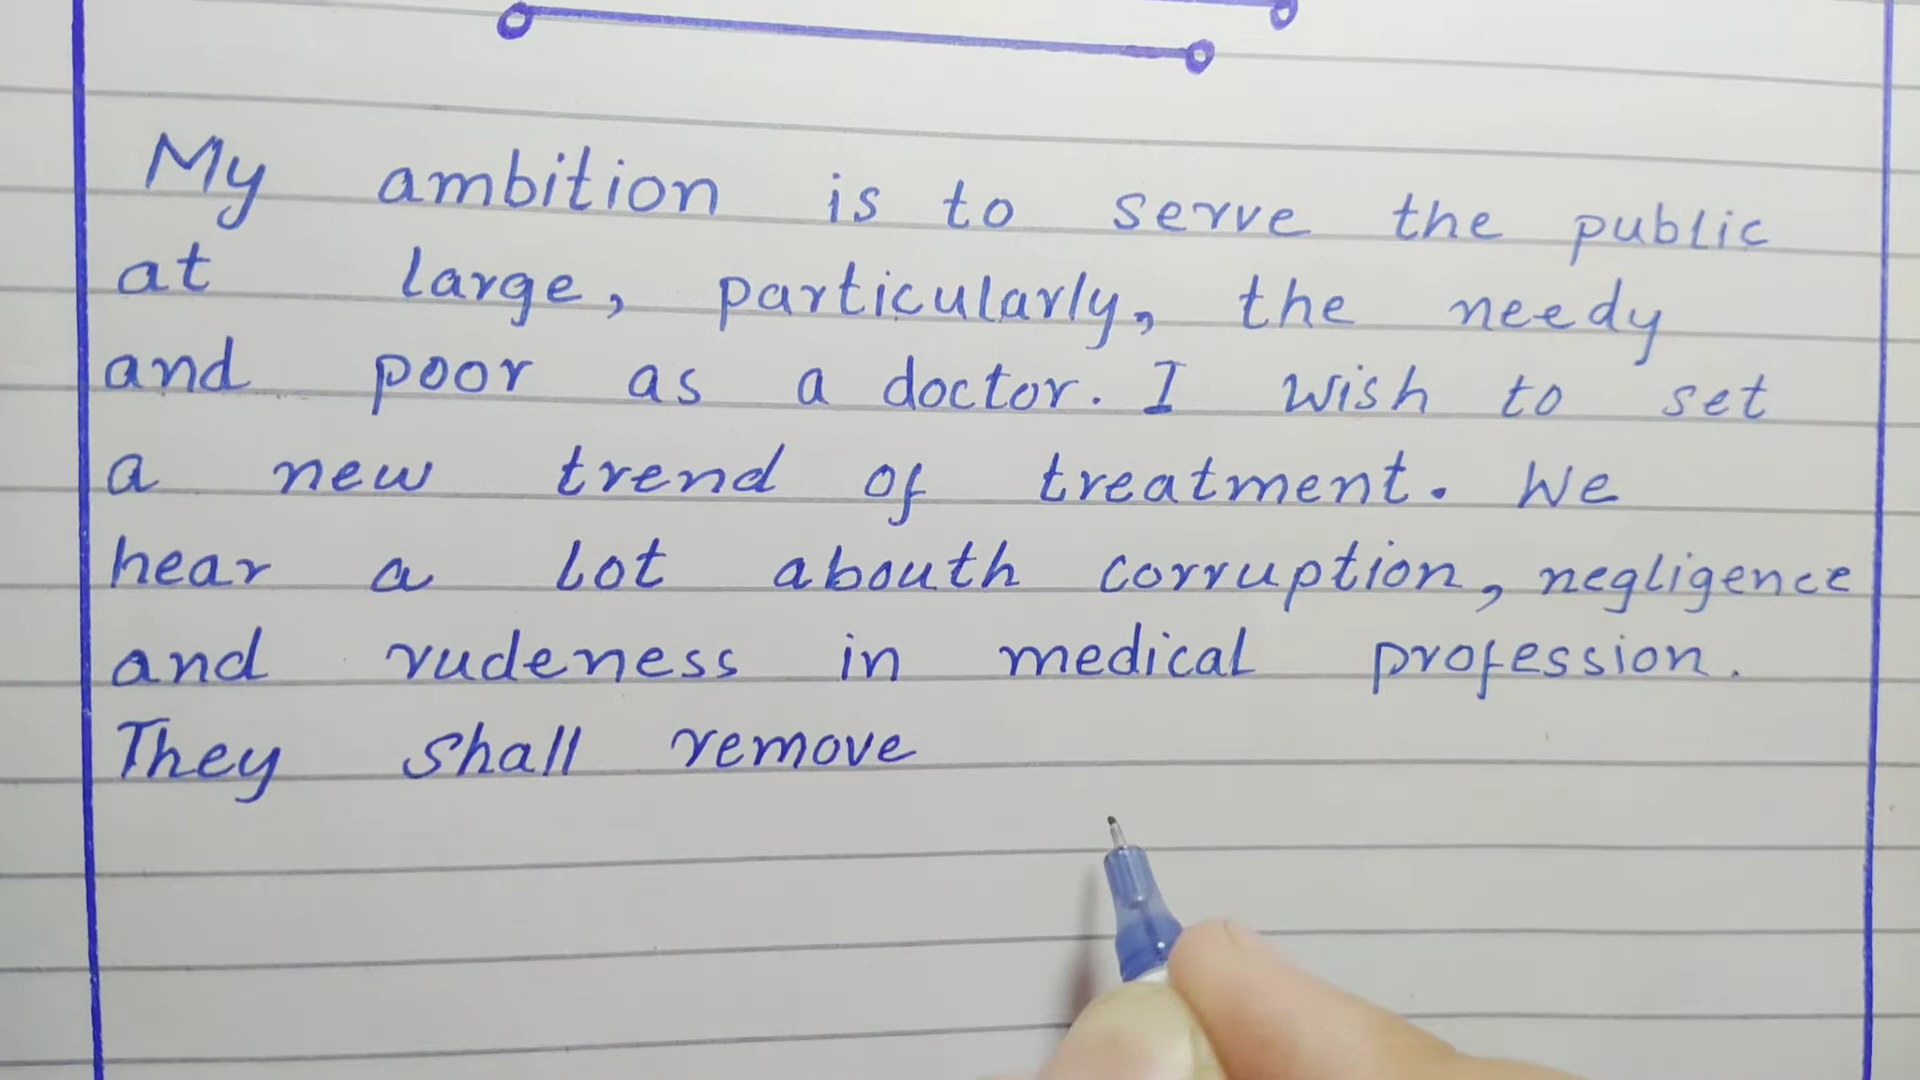 My ambition is to serve the public
at large, particularly, the needy
and poor as a doctor. I wish to set
a new trend of treatment. We
hear a lot abouth corruption, negligence
and rudeness in medical profession.
They shall remove